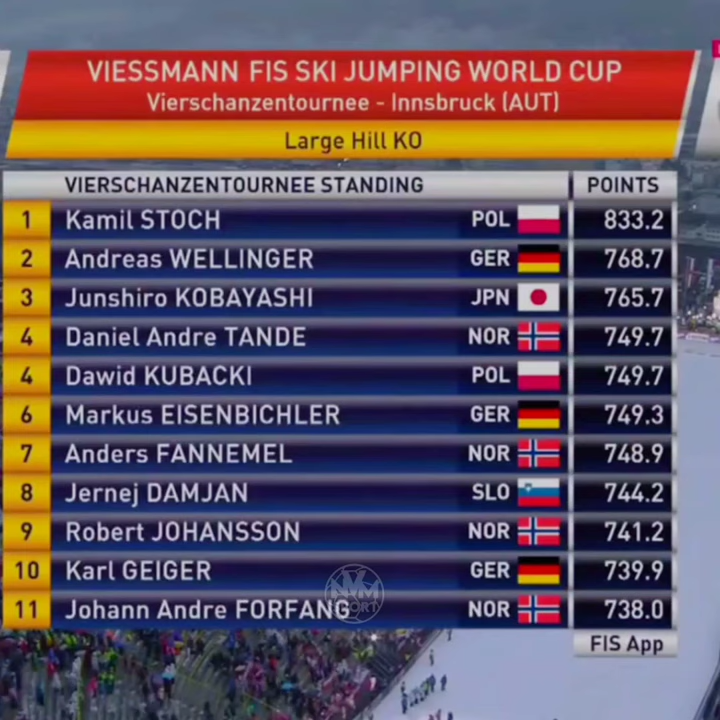 VIESSMANN FIS SKI JUMPING WORLD CUP
Vierschanzentournee - Innsbruck (AUT)
Large Hill KO
VIERSCHANZENTOURNEE STANDING POINTS
1 Kamil STOCH POL 833.2
2 Andreas WELLINGER GER 768.7
3 Junshiro KOBAYASHI JPN 765.7
4 Daniel Andre TANDE NOR 749.7
4 Dawid KUBACKI POL 749.7
6 Markus EISENBICHLER GER 749.3
7 Anders FANNEMEL NOR 748.9
8 Jernej DAMJAN SLO 744.2
9 Robert JOHANSSON NOR 741.2
10 Karl GEIGER GER 739.9
11 Johann Andre FORFANG NOR 738.0
FIS App